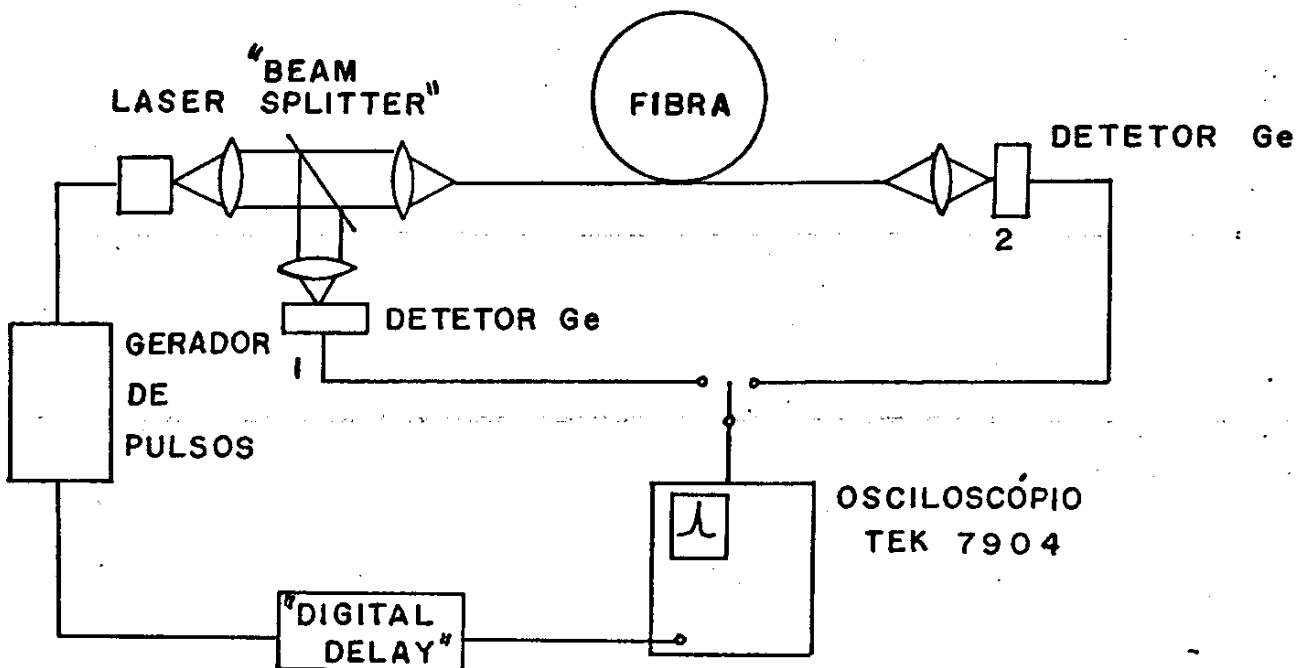 "BEAM
LASER SPLITTER"
FIBRA
DETETOR Ge
2
DETETOR Ge
1
GERADOR
DE
PULSOS
OSCILOSCÓPIO
TEK 7904
"DIGITAL
DELAY"